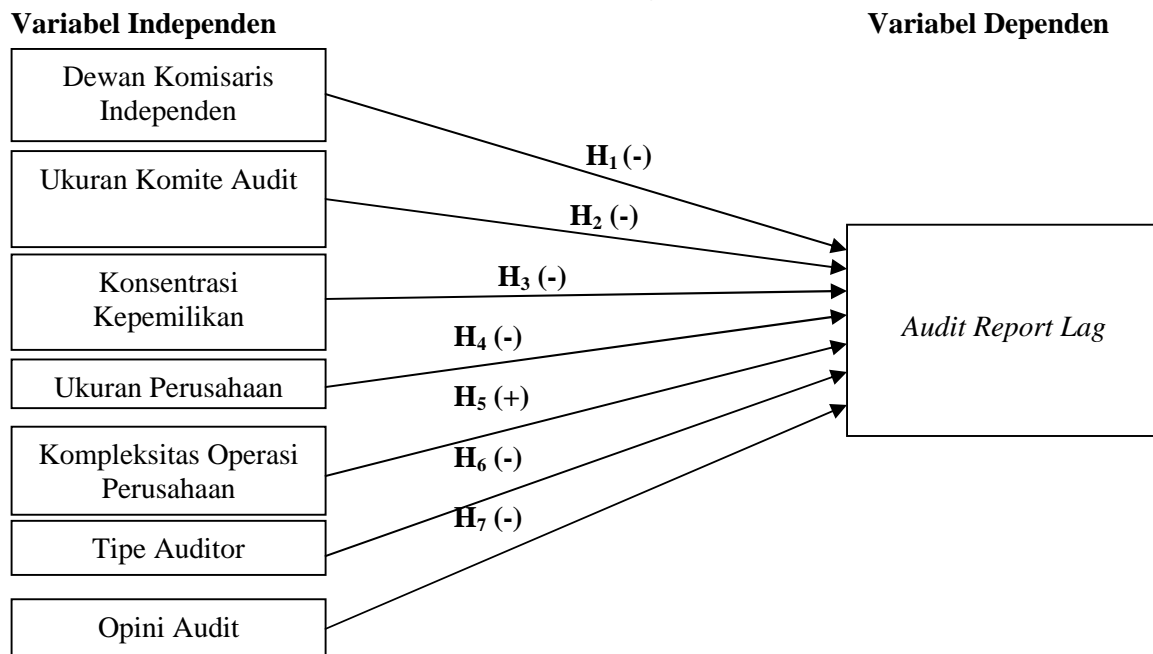 Variabel Independen
Variabel Dependen
Dewan Komisaris
Independen
H₁ (-)
Ukuran Komite Audit
H₂ (-)
Konsentrasi
Kepemilikan
H₃ (-)
Audit Report Lag
H₄ (-)
Ukuran Perusahaan
H₅ (+)
Kompleksitas Operasi
Perusahaan
H₆ (-)
Tipe Auditor
H₇ (-)
Opini Audit